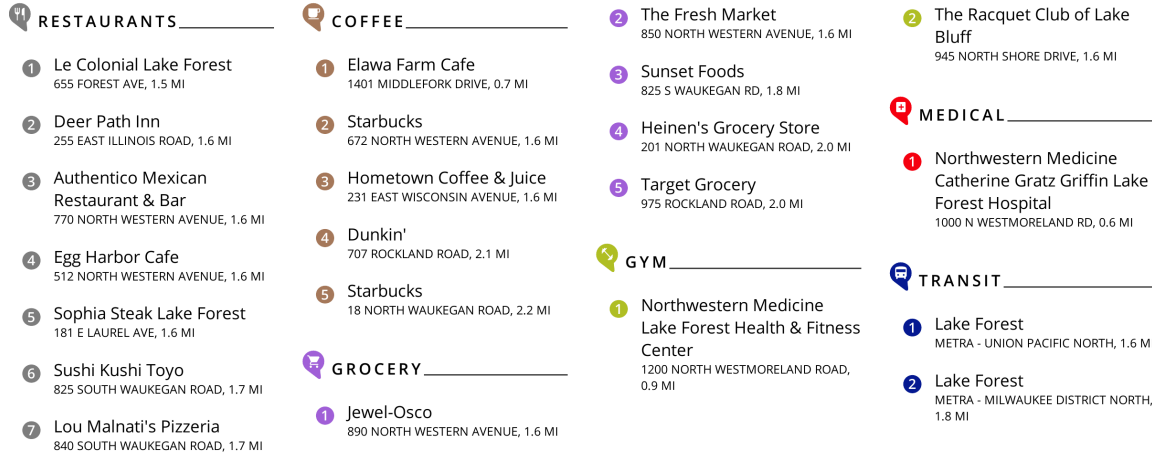 RESTAURANTS
1
Le Colonial Lake Forest
655 FOREST AVE, 1.5 MI
2
Deer Path Inn
255 EAST ILLINOIS ROAD, 1.6 MI
3
Authentico Mexican
Restaurant & Bar
770 NORTH WESTERN AVENUE, 1.6 MI
4
Egg Harbor Cafe
512 NORTH WESTERN AVENUE, 1.6 MI
5
Sophia Steak Lake Forest
181 E LAUREL AVE, 1.6 MI
6
Sushi Kushi Toyo
825 SOUTH WAUKEGAN ROAD, 1.7 MI
7
Lou Malnati's Pizzeria
840 SOUTH WAUKEGAN ROAD, 1.7 MI
COFFEE
1
Elawa Farm Cafe
1401 MIDDLEFORK DRIVE, 0.7 MI
2
Starbucks
672 NORTH WESTERN AVENUE, 1.6 MI
3
Hometown Coffee & Juice
231 EAST WISCONSIN AVENUE, 1.6 MI
4
Dunkin'
707 ROCKLAND ROAD, 2.1 MI
5
Starbucks
18 NORTH WAUKEGAN ROAD, 2.2 MI
GROCERY
1
Jewel-Osco
890 NORTH WESTERN AVENUE, 1.6 MI
2
The Fresh Market
850 NORTH WESTERN AVENUE, 1.6 MI
3
Sunset Foods
825 S WAUKEGAN RD, 1.8 MI
4
Heinen's Grocery Store
201 NORTH WAUKEGAN ROAD, 2.0 MI
5
Target Grocery
975 ROCKLAND ROAD, 2.0 MI
GYM
1
Northwestern Medicine
Lake Forest Health & Fitness
Center
1200 NORTH WESTMORELAND ROAD,
0.9 MI
2
The Racquet Club of Lake
Bluff
945 NORTH SHORE DRIVE, 1.6 MI
MEDICAL
1
Northwestern Medicine
Catherine Gratz Griffin Lake
Forest Hospital
1000 N WESTMORELAND RD, 0.6 MI
TRANSIT
1
Lake Forest
METRA - UNION PACIFIC NORTH, 1.6 M
2
Lake Forest
METRA - MILWAUKEE DISTRICT NORTH,
1.8 MI